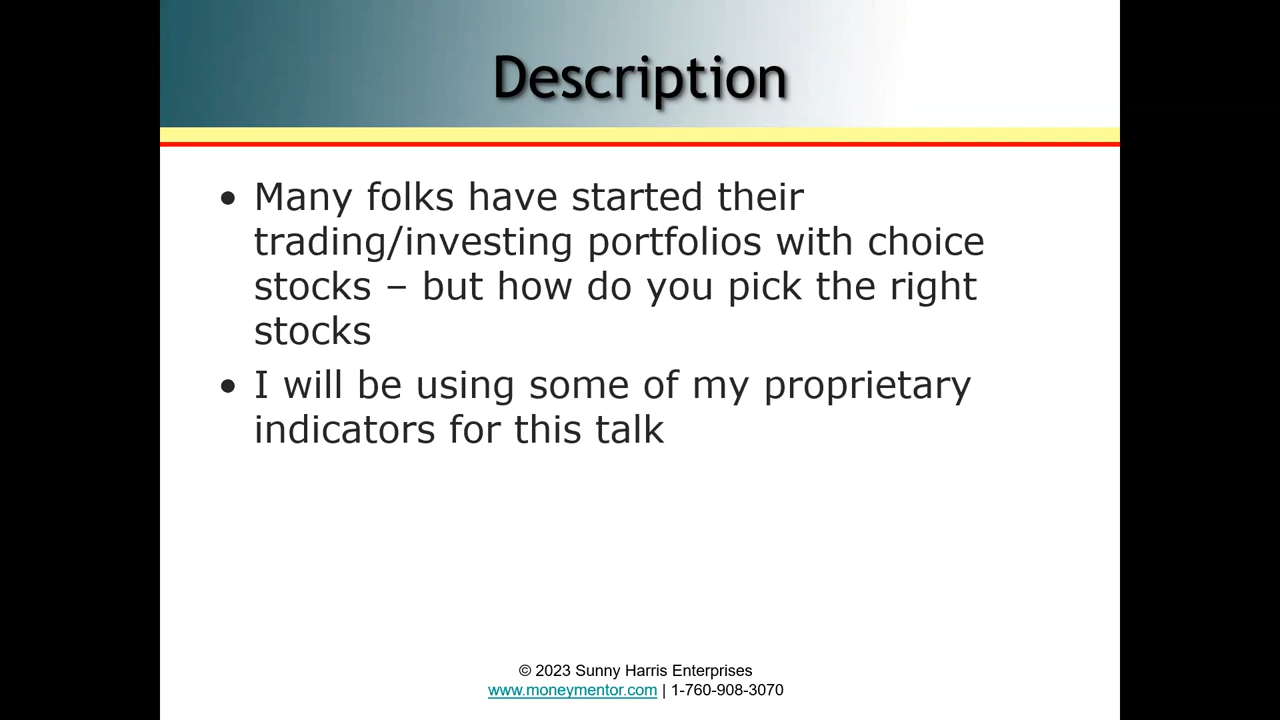 Description
• Many folks have started their
trading/investing portfolios with choice
stocks – but how do you pick the right
stocks
• I will be using some of my proprietary
indicators for this talk
© 2023 Sunny Harris Enterprises
www.moneymentor.com | 1-760-908-3070